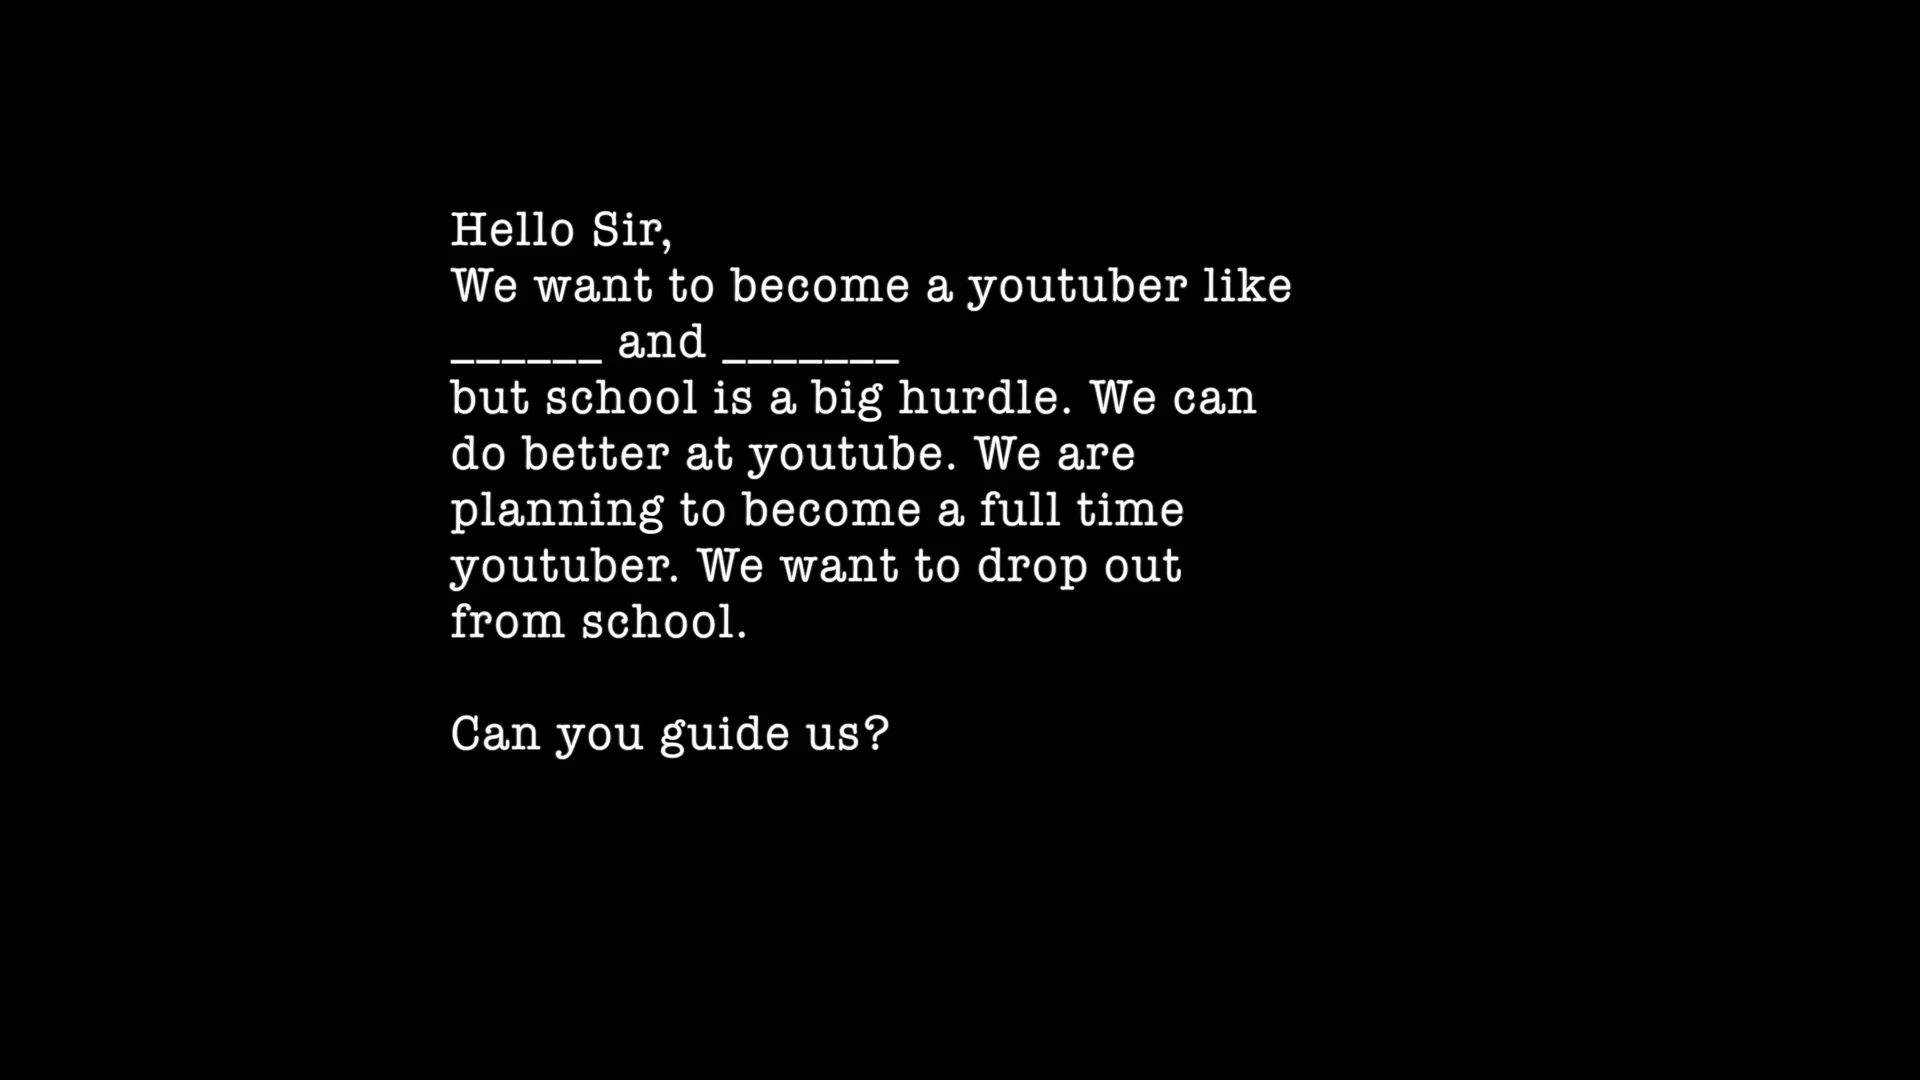 Hello Sir,
We want to become a youtuber like
______ and _______
but school is a big hurdle. We can
do better at youtube. We are
planning to become a full time
youtuber. We want to drop out
from school.
Can you guide us?